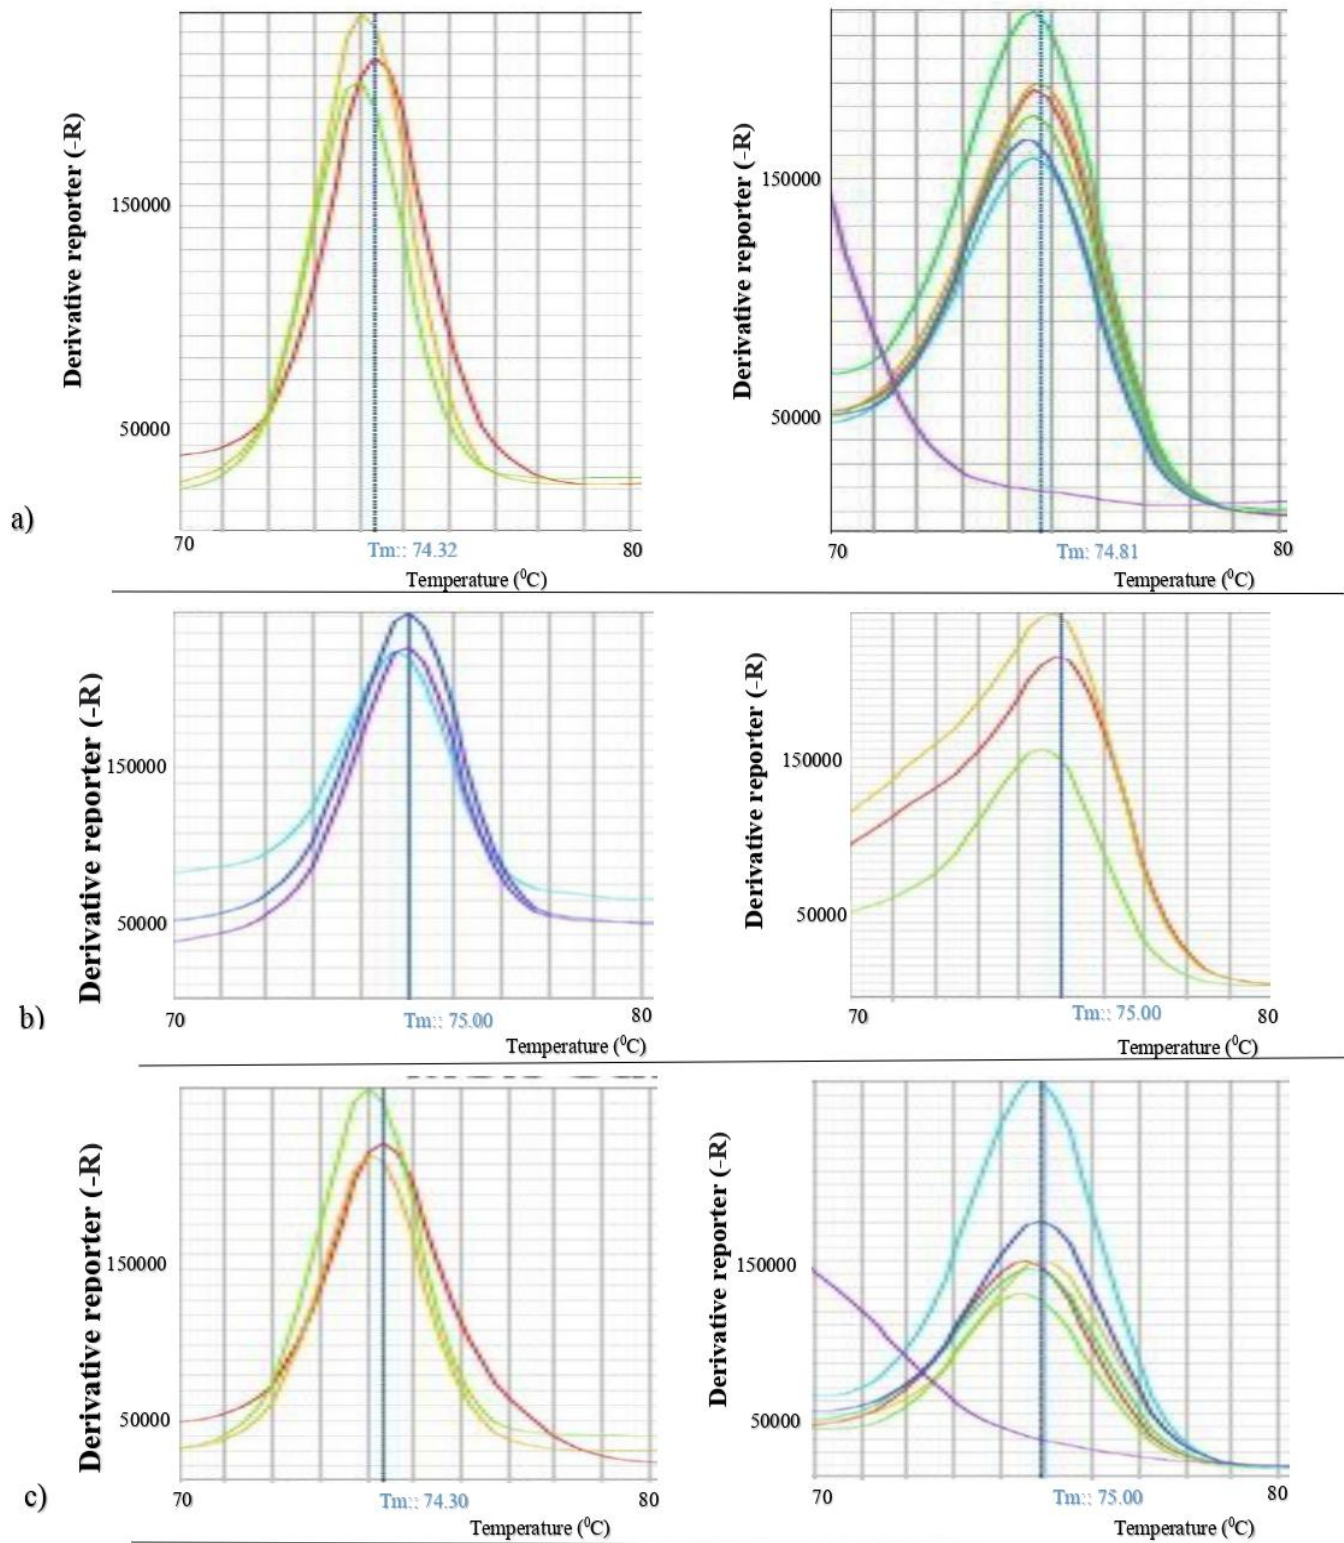 Derivative reporter (-R)
150000
50000
a)
70
80
Tm:: 74.32
Temperature (⁰C)
Derivative reporter (-R)
150000
50000
70
80
Tm: 74.81
Temperature (⁰C)
Derivative reporter (-R)
150000
50000
b)
70
80
Tm:: 75.00
Temperature (⁰C)
Derivative reporter (-R)
150000
50000
70
80
Tm:: 75.00
Temperature (⁰C)
Derivative reporter (-R)
150000
50000
c)
70
80
Tm:: 74.30
Temperature (⁰C)
Derivative reporter (-R)
150000
50000
70
80
Tm:: 75.00
Temperature (⁰C)